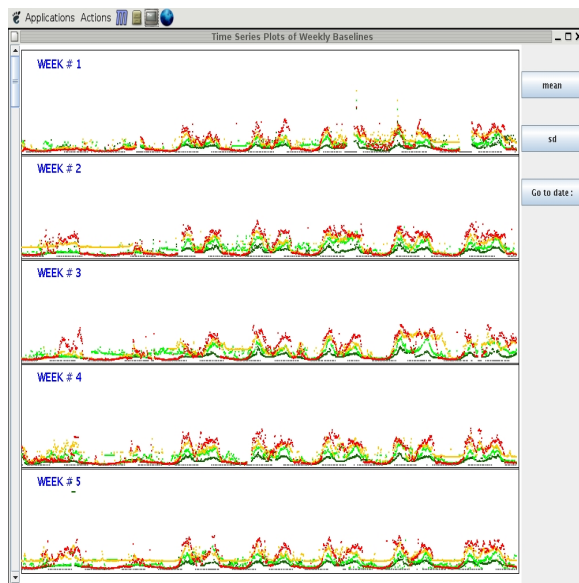 Applications Actions
Time Series Plots of Weekly Baselines
WEEK # 1
mean
sd
WEEK # 2
Go to date:
WEEK # 3
WEEK # 4
WEEK # 5